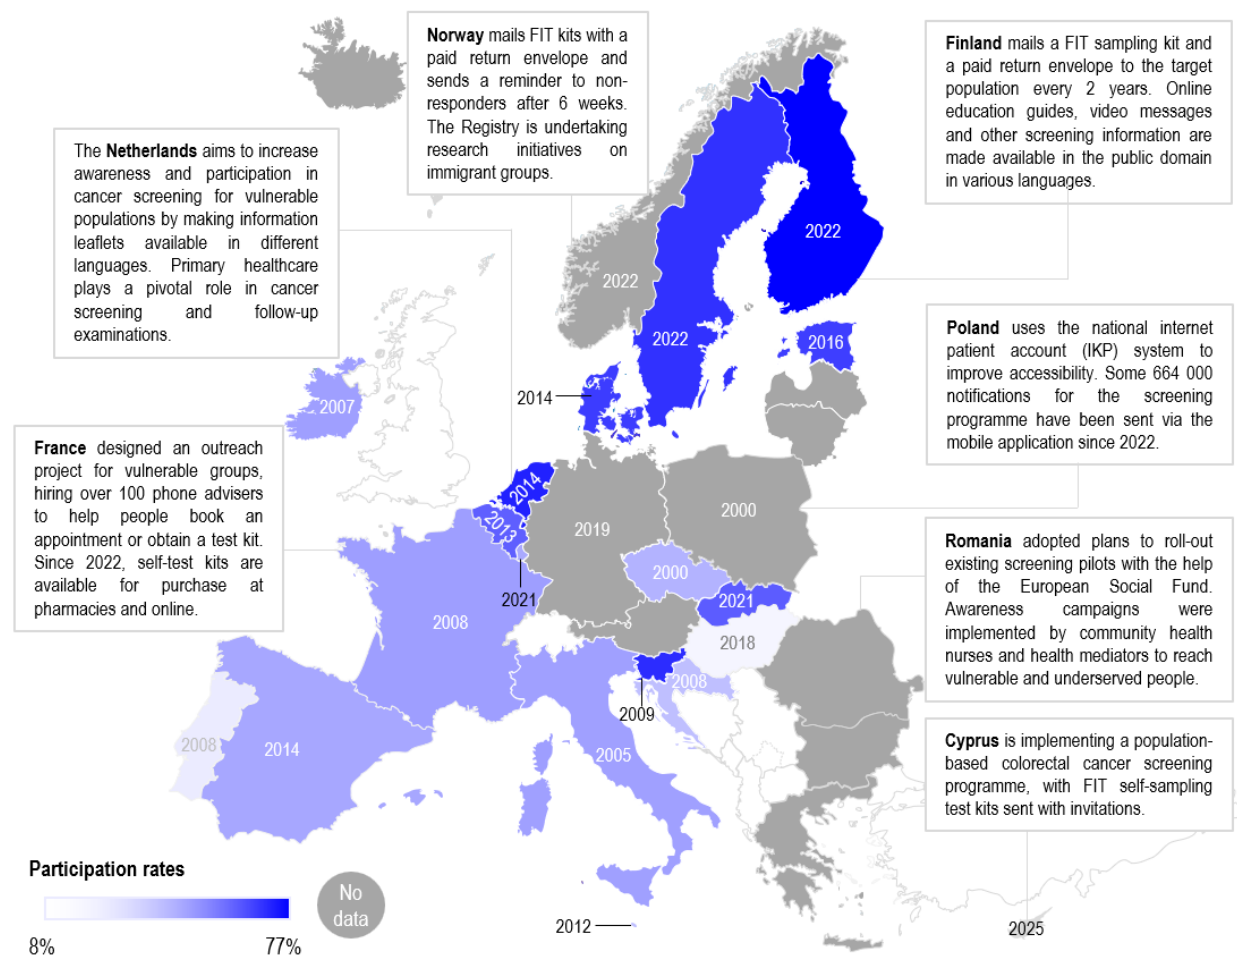 Norway mails FIT kits with a
paid return envelope and
sends a reminder to non-
responders after 6 weeks.
The Registry is undertaking
research initiatives on
immigrant groups.
Finland mails a FIT sampling kit and
a paid return envelope to the target
population every 2 years. Online
education guides, video messages
and other screening information are
made available in the public domain
in various languages.
The Netherlands aims to increase
awareness and participation in
cancer screening for vulnerable
populations by making information
leaflets available in different
languages. Primary healthcare
plays a pivotal role in cancer
screening and follow-up
examinations.
2022
2022
2022
Poland uses the national internet
patient account (IKP) system to
improve accessibility. Some 664 000
notifications for the screening
programme have been sent via the
mobile application since 2022.
2016
2014
2007
France designed an outreach
project for vulnerable groups,
hiring over 100 phone advisers
to help people book an
appointment or obtain a test kit.
Since 2022, self-test kits are
available for purchase at
pharmacies and online.
2014
2013
2019
2000
Romania adopted plans to roll-out
existing screening pilots with the help
of the European Social Fund.
Awareness campaigns were
implemented by community health
nurses and health mediators to reach
vulnerable and underserved people.
2000
2021
2021
2008
2018
2008
2009
2008
2014
2005
Cyprus is implementing a population-
based colorectal cancer screening
programme, with FIT self-sampling
test kits sent with invitations.
Participation rates
8%
77%
No
data
2012
2025